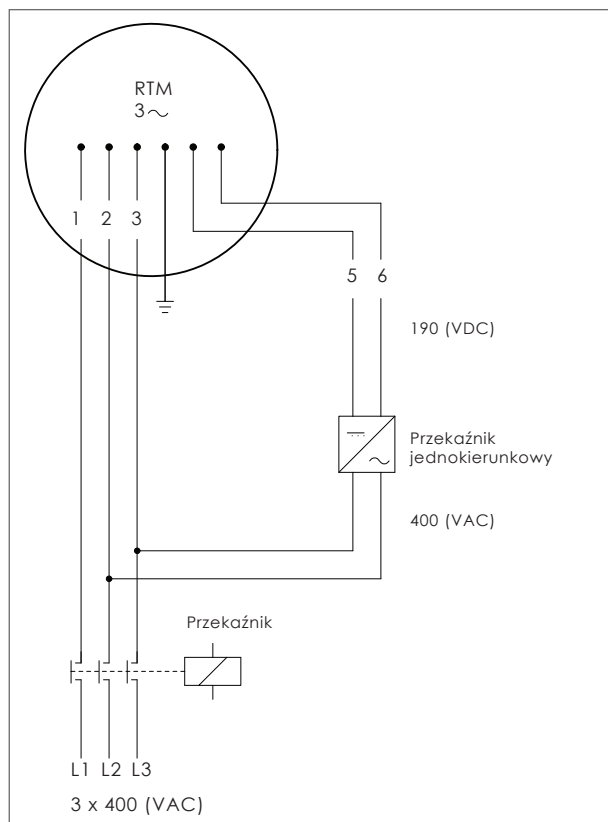 RTM
3~
1 2 3
5 6
190 (VDC)
Przekaźnik
jednokierunkowy
400 (VAC)
Przekaźnik
L1 L2 L3
3 x 400 (VAC)